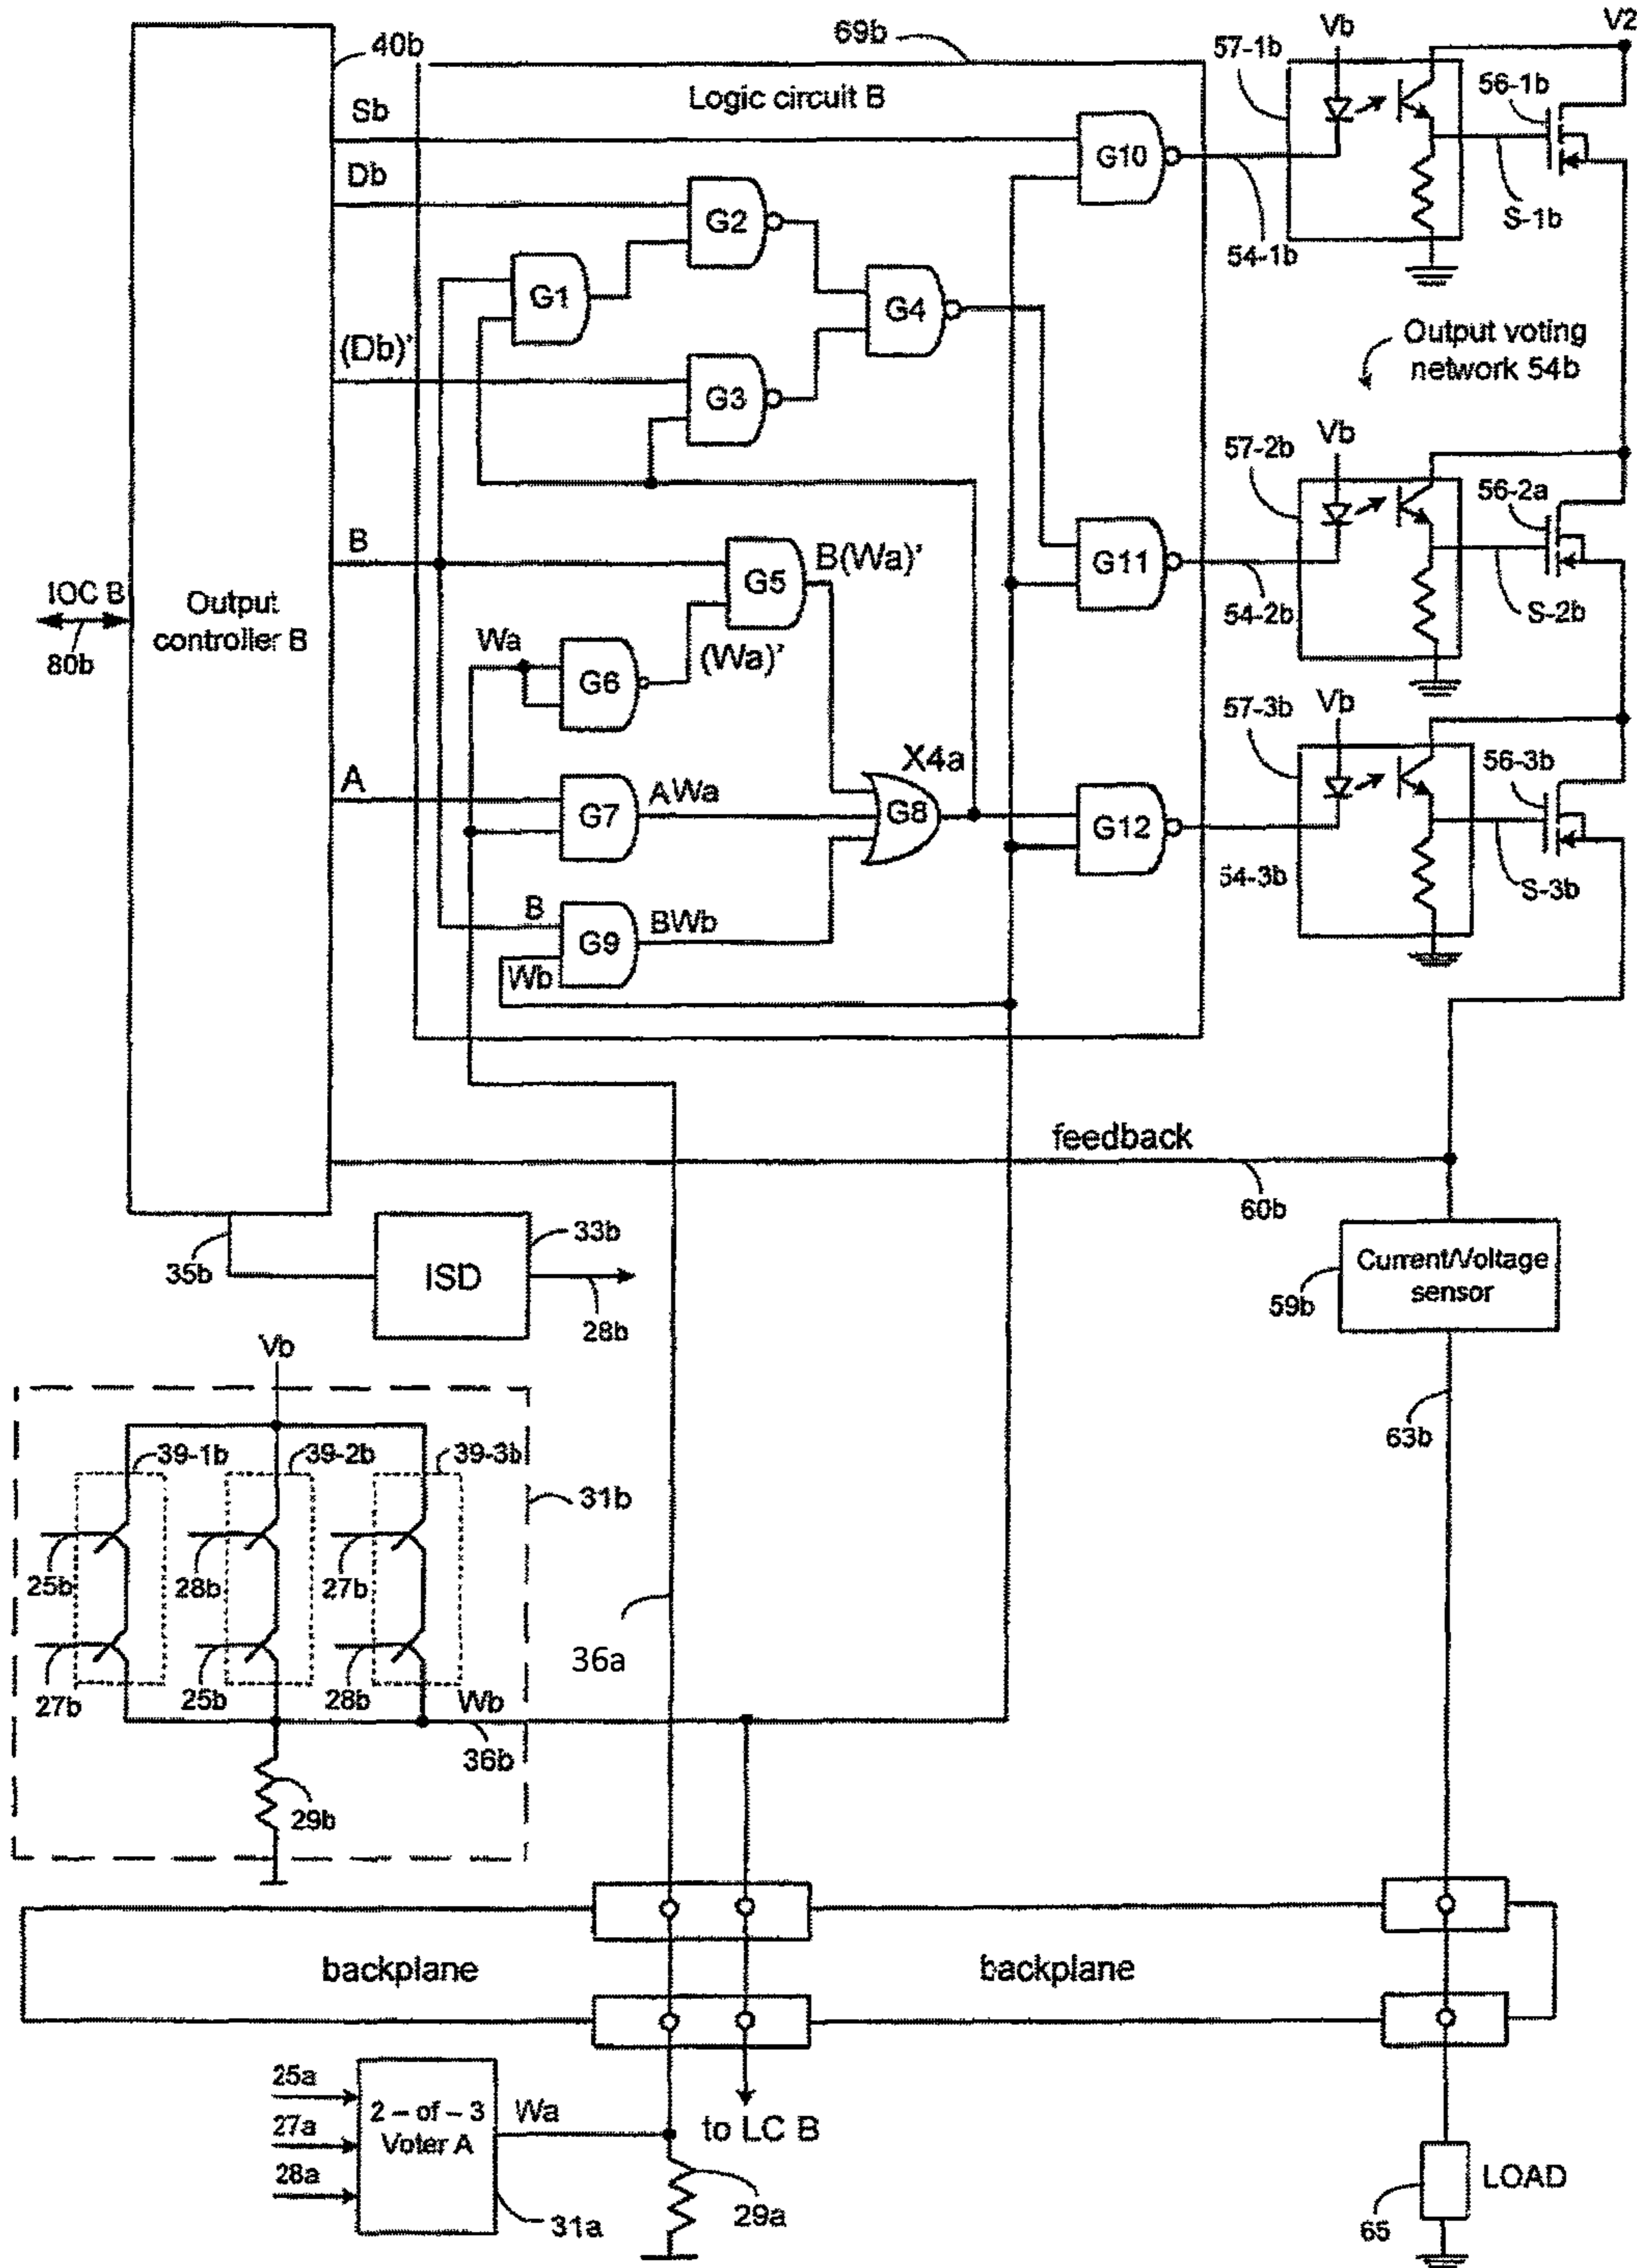 V2
Vb
57-1b
69b
40b
56-1b
Logic circuit B
Sb
G10
Db
S-1b
54-1b
G2
G1
G4
(Db)'
Output voting
network 54b
G3
Vb
57-2b
56-2a
B
G5
B(Wa)'
G11
IOC B
80b
Output
controller B
54-2b
S-2b
Wa
(Wa)'
G6
57-3b
Vb
X4a
56-3b
A
G7
AWa
G8
G12
54-3b
S-3b
B
BWb
G9
Wb
feedback
60b
35b
33b
ISD
28b
Current/Voltage
sensor
59b
Vb
39-1b
39-2b
39-3b
31b
63b
25b
28b
27b
27b
25b
28b
36a
Wb
36b
29b
backplane
backplane
25a
27a
28a
2 - of - 3
Voter A
Wa
to LC B
31a
29a
LOAD
65